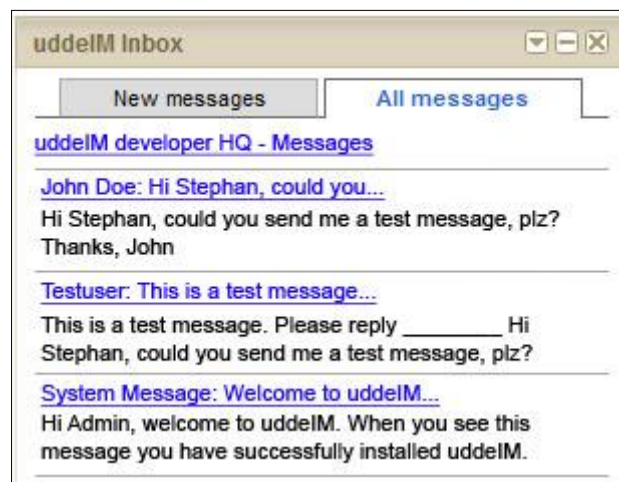 uddeIM Inbox
New messages
All messages
uddeIM developer HQ - Messages
John Doe: Hi Stephan, could you...
Hi Stephan, could you send me a test message, plz?
Thanks, John
Testuser: This is a test message...
This is a test message. Please reply ________ Hi
Stephan, could you send me a test message, plz?
System Message: Welcome to uddeIM...
Hi Admin, welcome to uddeIM. When you see this
message you have successfully installed uddeIM.